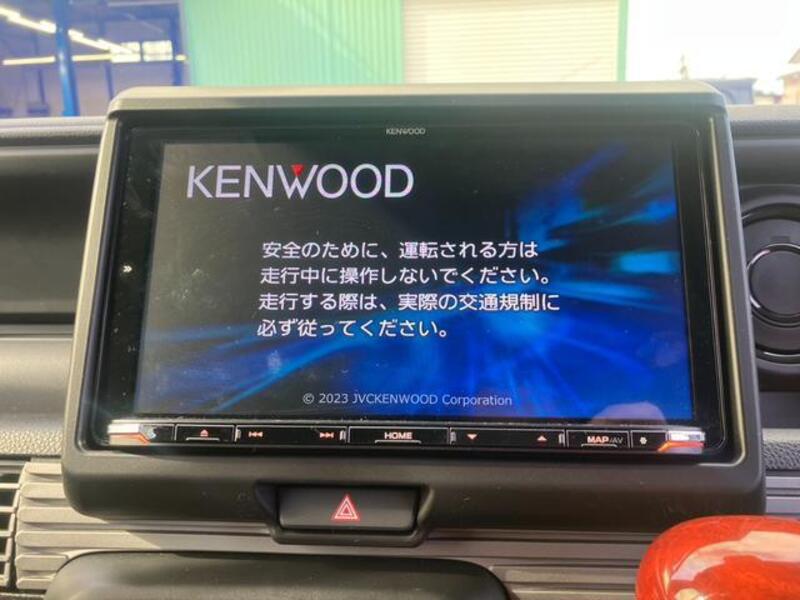 KENWOOD
KENWOOD
安全のために、運転される方は
走行中に操作しないでください。
走行する際は、実際の交通規制に
必ず従ってください。
© 2023 JVCKENWOOD Corporation
HOME
MAP/AV